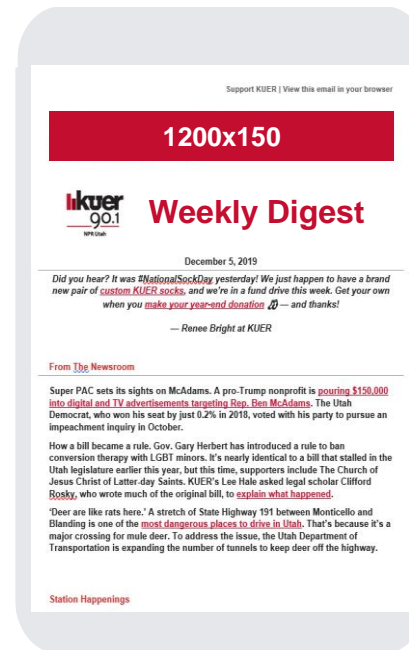 Support KUER | View this email in your browser
1200x150
kuer
90.1
NPR Utah
Weekly Digest
December 5, 2019
Did you hear? It was #NationalSockDay yesterday! We just happen to have a brand
new pair of custom KUER socks, and we're in a fund drive this week. Get your own
when you make your year-end donation 🧦 — and thanks!
— Renee Bright at KUER
From The Newsroom
Super PAC sets its sights on McAdams. A pro-Trump nonprofit is pouring $150,000
into digital and TV advertisements targeting Rep. Ben McAdams. The Utah
Democrat, who won his seat by just 0.2% in 2018, voted with his party to pursue an
impeachment inquiry in October.
How a bill became a rule. Gov. Gary Herbert has introduced a rule to ban
conversion therapy with LGBT minors. It's nearly identical to a bill that stalled in the
Utah legislature earlier this year, but this time, supporters include The Church of
Jesus Christ of Latter-day Saints. KUER's Lee Hale asked legal scholar Clifford
Rosky, who wrote much of the original bill, to explain what happened.
'Deer are like rats here.' A stretch of State Highway 191 between Monticello and
Blanding is one of the most dangerous places to drive in Utah. That's because it's a
major crossing for mule deer. To address the issue, the Utah Department of
Transportation is expanding the number of tunnels to keep deer off the highway.
Station Happenings